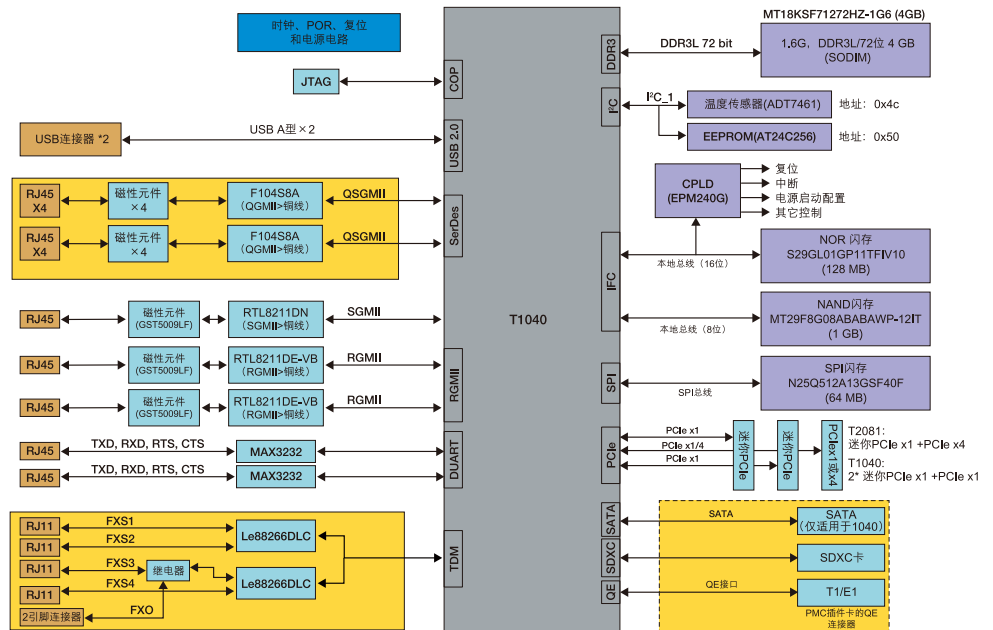 时钟、POR、复位
和电源电路
JTAG
COP
USB连接器 *2
USB A型×2
USB 2.0
RJ45
X4
磁性元件
×4
F104S8A
(QGMII>铜线)
QSGMII
RJ45
X4
磁性元件
×4
F104S8A
(QGMII>铜线)
QSGMII
SerDes
RJ45
磁性元件
(GST5009LF)
RTL8211DN
(SGMII>铜线)
SGMII
RJ45
磁性元件
(GST5009LF)
RTL8211DE-VB
(RGMII>铜线)
RGMII
RJ45
磁性元件
(GST5009LF)
RTL8211DE-VB
(RGMII>铜线)
RGMII
RGMII
RJ45
TXD, RXD, RTS, CTS
MAX3232
RJ45
TXD, RXD, RTS, CTS
MAX3232
DUART
RJ11
FXS1
RJ11
FXS2
Le88266DLC
RJ11
FXS3
继电器
RJ11
FXS4
Le88266DLC
2引脚连接器
FXO
TDM
T1040
MT18KSF71272HZ-1G6 (4GB)
DDR3
DDR3L 72 bit
1.6G, DDR3L/72位 4 GB
(SODIM)
I²C
I²C_1
温度传感器(ADT7461)
地址：0x4c
EEPROM(AT24C256)
地址：0x50
CPLD
(EPM240G)
复位
中断
电源启动配置
其它控制
IFC
本地总线（16位）
NOR 闪存
S29GL01GP11TFIV10
(128 MB)
本地总线（8位）
NAND闪存
MT29F8G08ABABAWP-12IT
(1 GB)
SPI
SPI总线
SPI闪存
N25Q512A13GSF40F
(64 MB)
PCIe
PCIe x1
PCIe x1/4
PCIe x1
迷你PCIe
迷你PCIe
PCIex1或x4
T2081:
迷你PCIe x1 +PCIe x4
T1040:
2* 迷你PCIe x1 +PCIe x1
SATA
SATA
SATA
(仅适用于1040)
SDXC
SDXC卡
QE
QE接口
T1/E1
PMC插件卡的QE
连接器